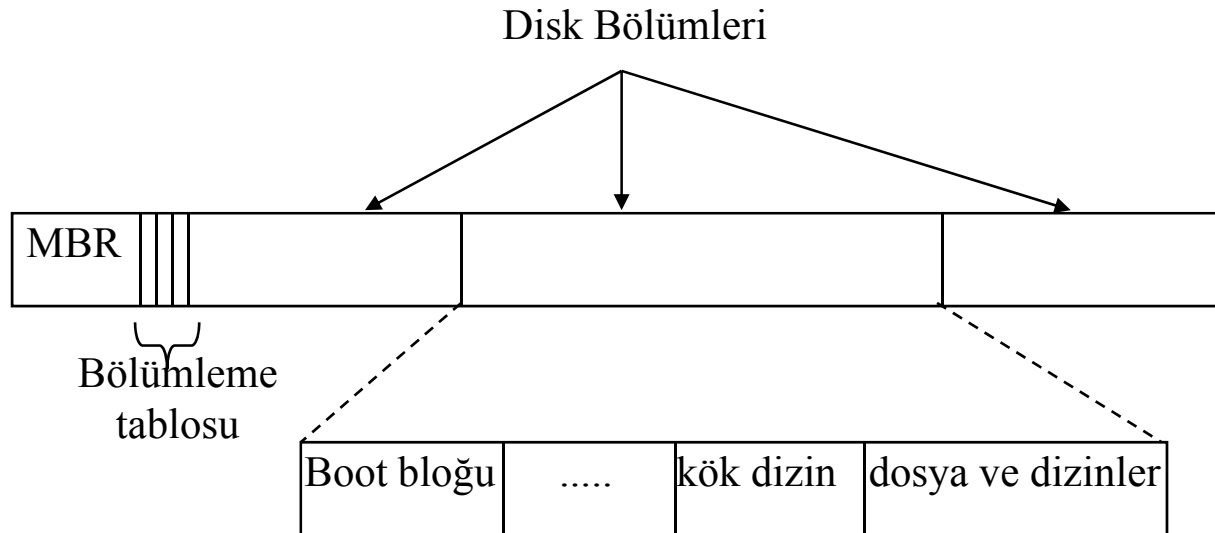 Disk Bölümleri
MBR
Bölümleme
tablosu
Boot bloğu
.....
kök dizin
dosya ve dizinler